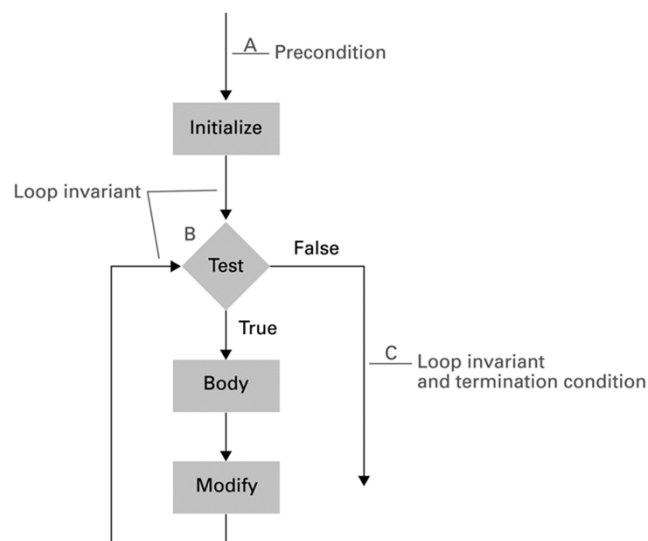 A
Precondition
Initialize
Loop invariant
B
Test
False
True
C
Loop invariant
and termination condition
Body
Modify